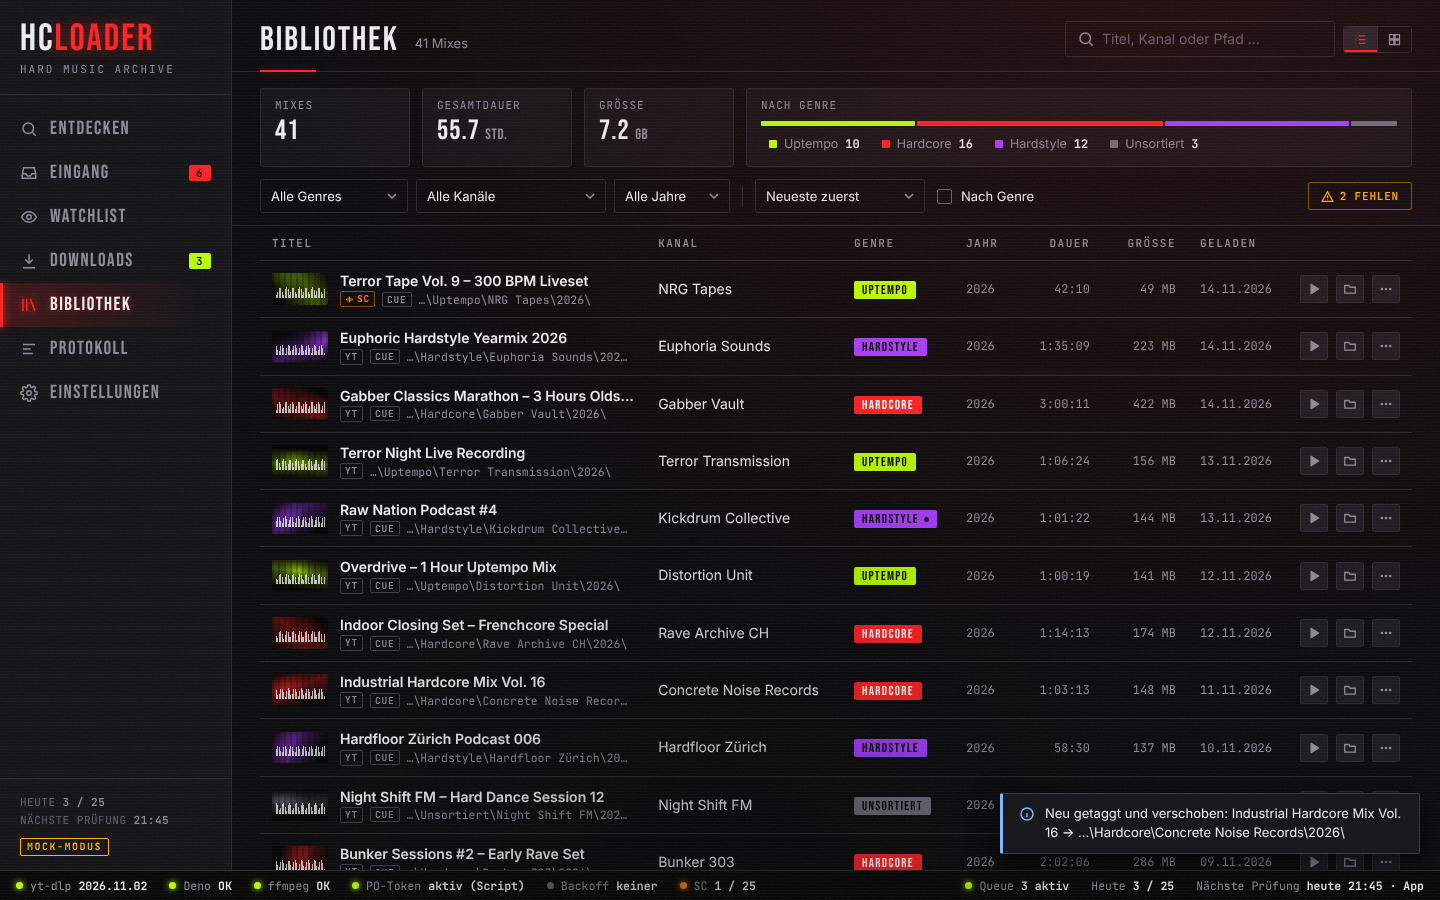 HCLOADER
HARD MUSIC ARCHIVE
ENTDECKEN
EINGANG 6
WATCHLIST
DOWNLOADS 3
BIBLIOTHEK
PROTOKOLL
EINSTELLUNGEN
HEUTE 3 / 25
NÄCHSTE PRÜFUNG 21:45
MOCK-MODUS
BIBLIOTHEK 41 Mixes
Titel, Kanal oder Pfad ...
MIXES
41
GESAMTDAUER
55.7 STD.
GRÖSSE
7.2 GB
NACH GENRE
Uptempo 10 Hardcore 16 Hardstyle 12 Unsortiert 3
Alle Genres Alle Kanäle Alle Jahre Neueste zuerst Nach Genre 2 FEHLEN
TITEL KANAL GENRE JAHR DAUER GRÖSSE GELADEN
Terror Tape Vol. 9 – 300 BPM Liveset
SC CUE …\Uptempo\NRG Tapes\2026\
NRG Tapes UPTEMPO 2026 42:10 49 MB 14.11.2026
Euphoric Hardstyle Yearmix 2026
YT CUE …\Hardstyle\Euphoria Sounds\202…
Euphoria Sounds HARDSTYLE 2026 1:35:09 223 MB 14.11.2026
Gabber Classics Marathon – 3 Hours Olds…
YT CUE …\Hardcore\Gabber Vault\2026\
Gabber Vault HARDCORE 2026 3:00:11 422 MB 14.11.2026
Terror Night Live Recording
YT …\Uptempo\Terror Transmission\2026\
Terror Transmission UPTEMPO 2026 1:06:24 156 MB 13.11.2026
Raw Nation Podcast #4
YT CUE …\Hardstyle\Kickdrum Collective…
Kickdrum Collective HARDSTYLE 2026 1:01:22 144 MB 13.11.2026
Overdrive – 1 Hour Uptempo Mix
YT CUE …\Uptempo\Distortion Unit\2026\
Distortion Unit UPTEMPO 2026 1:00:19 141 MB 12.11.2026
Indoor Closing Set – Frenchcore Special
YT CUE …\Hardcore\Rave Archive CH\2026\
Rave Archive CH HARDCORE 2026 1:14:13 174 MB 12.11.2026
Industrial Hardcore Mix Vol. 16
YT CUE …\Hardcore\Concrete Noise Recor…
Concrete Noise Records HARDCORE 2026 1:03:13 148 MB 11.11.2026
Hardfloor Zürich Podcast 006
YT CUE …\Hardstyle\Hardfloor Zürich\20…
Hardfloor Zürich HARDSTYLE 2026 58:30 137 MB 10.11.2026
Night Shift FM – Hard Dance Session 12
YT CUE …\Unsortiert\Night Shift FM\202…
Night Shift FM UNSORTIERT 2026
Bunker Sessions #2 – Early Rave Set
Bunker 303 HARDCORE 2026 2:02:06 286 MB 09.11.2026
Neu getaggt und verschoben: Industrial Hardcore Mix Vol.
16 → …\Hardcore\Concrete Noise Records\2026\
yt-dlp 2026.11.02 Deno OK ffmpeg OK PO-Token aktiv (Script) Backoff keiner SC 1 / 25 Queue 3 aktiv Heute 3 / 25 Nächste Prüfung heute 21:45 · App